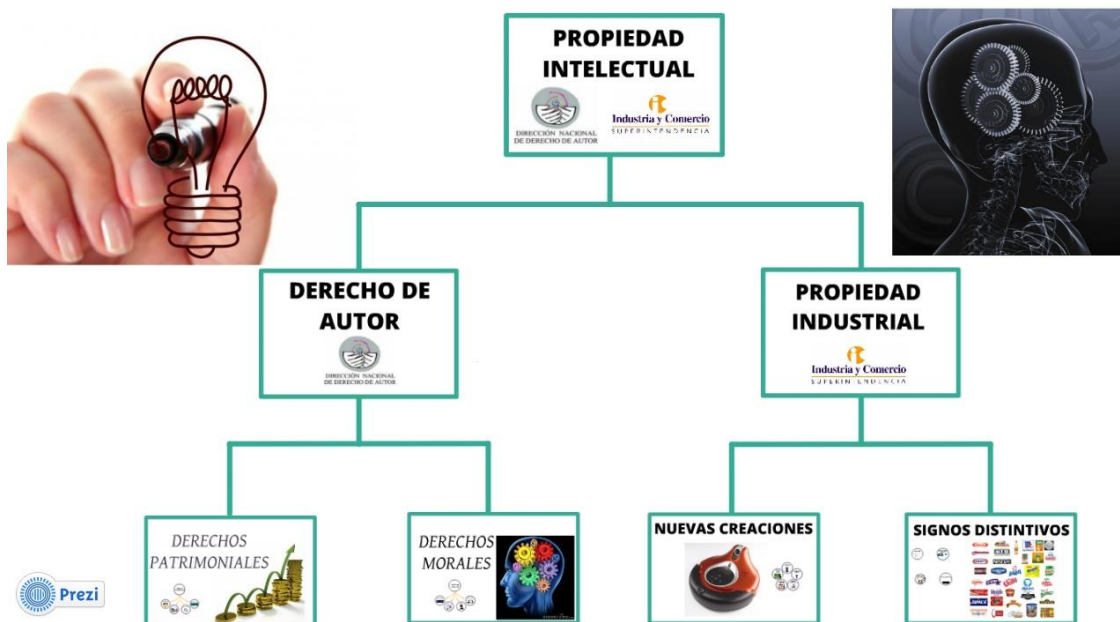 PROPIEDAD
INTELECTUAL
DIRECCIÓN NACIONAL
DE DERECHO DE AUTOR
Industria y Comercio
SUPERINTENDENCIA
DERECHO DE
AUTOR
DIRECCIÓN NACIONAL
DE DERECHO DE AUTOR
PROPIEDAD
INDUSTRIAL
Industria y Comercio
SUPERINTENDENCIA
DERECHOS
PATRIMONIALES
DERECHOS
MORALES
NUEVAS CREACIONES
SIGNOS DISTINTIVOS
Prezi